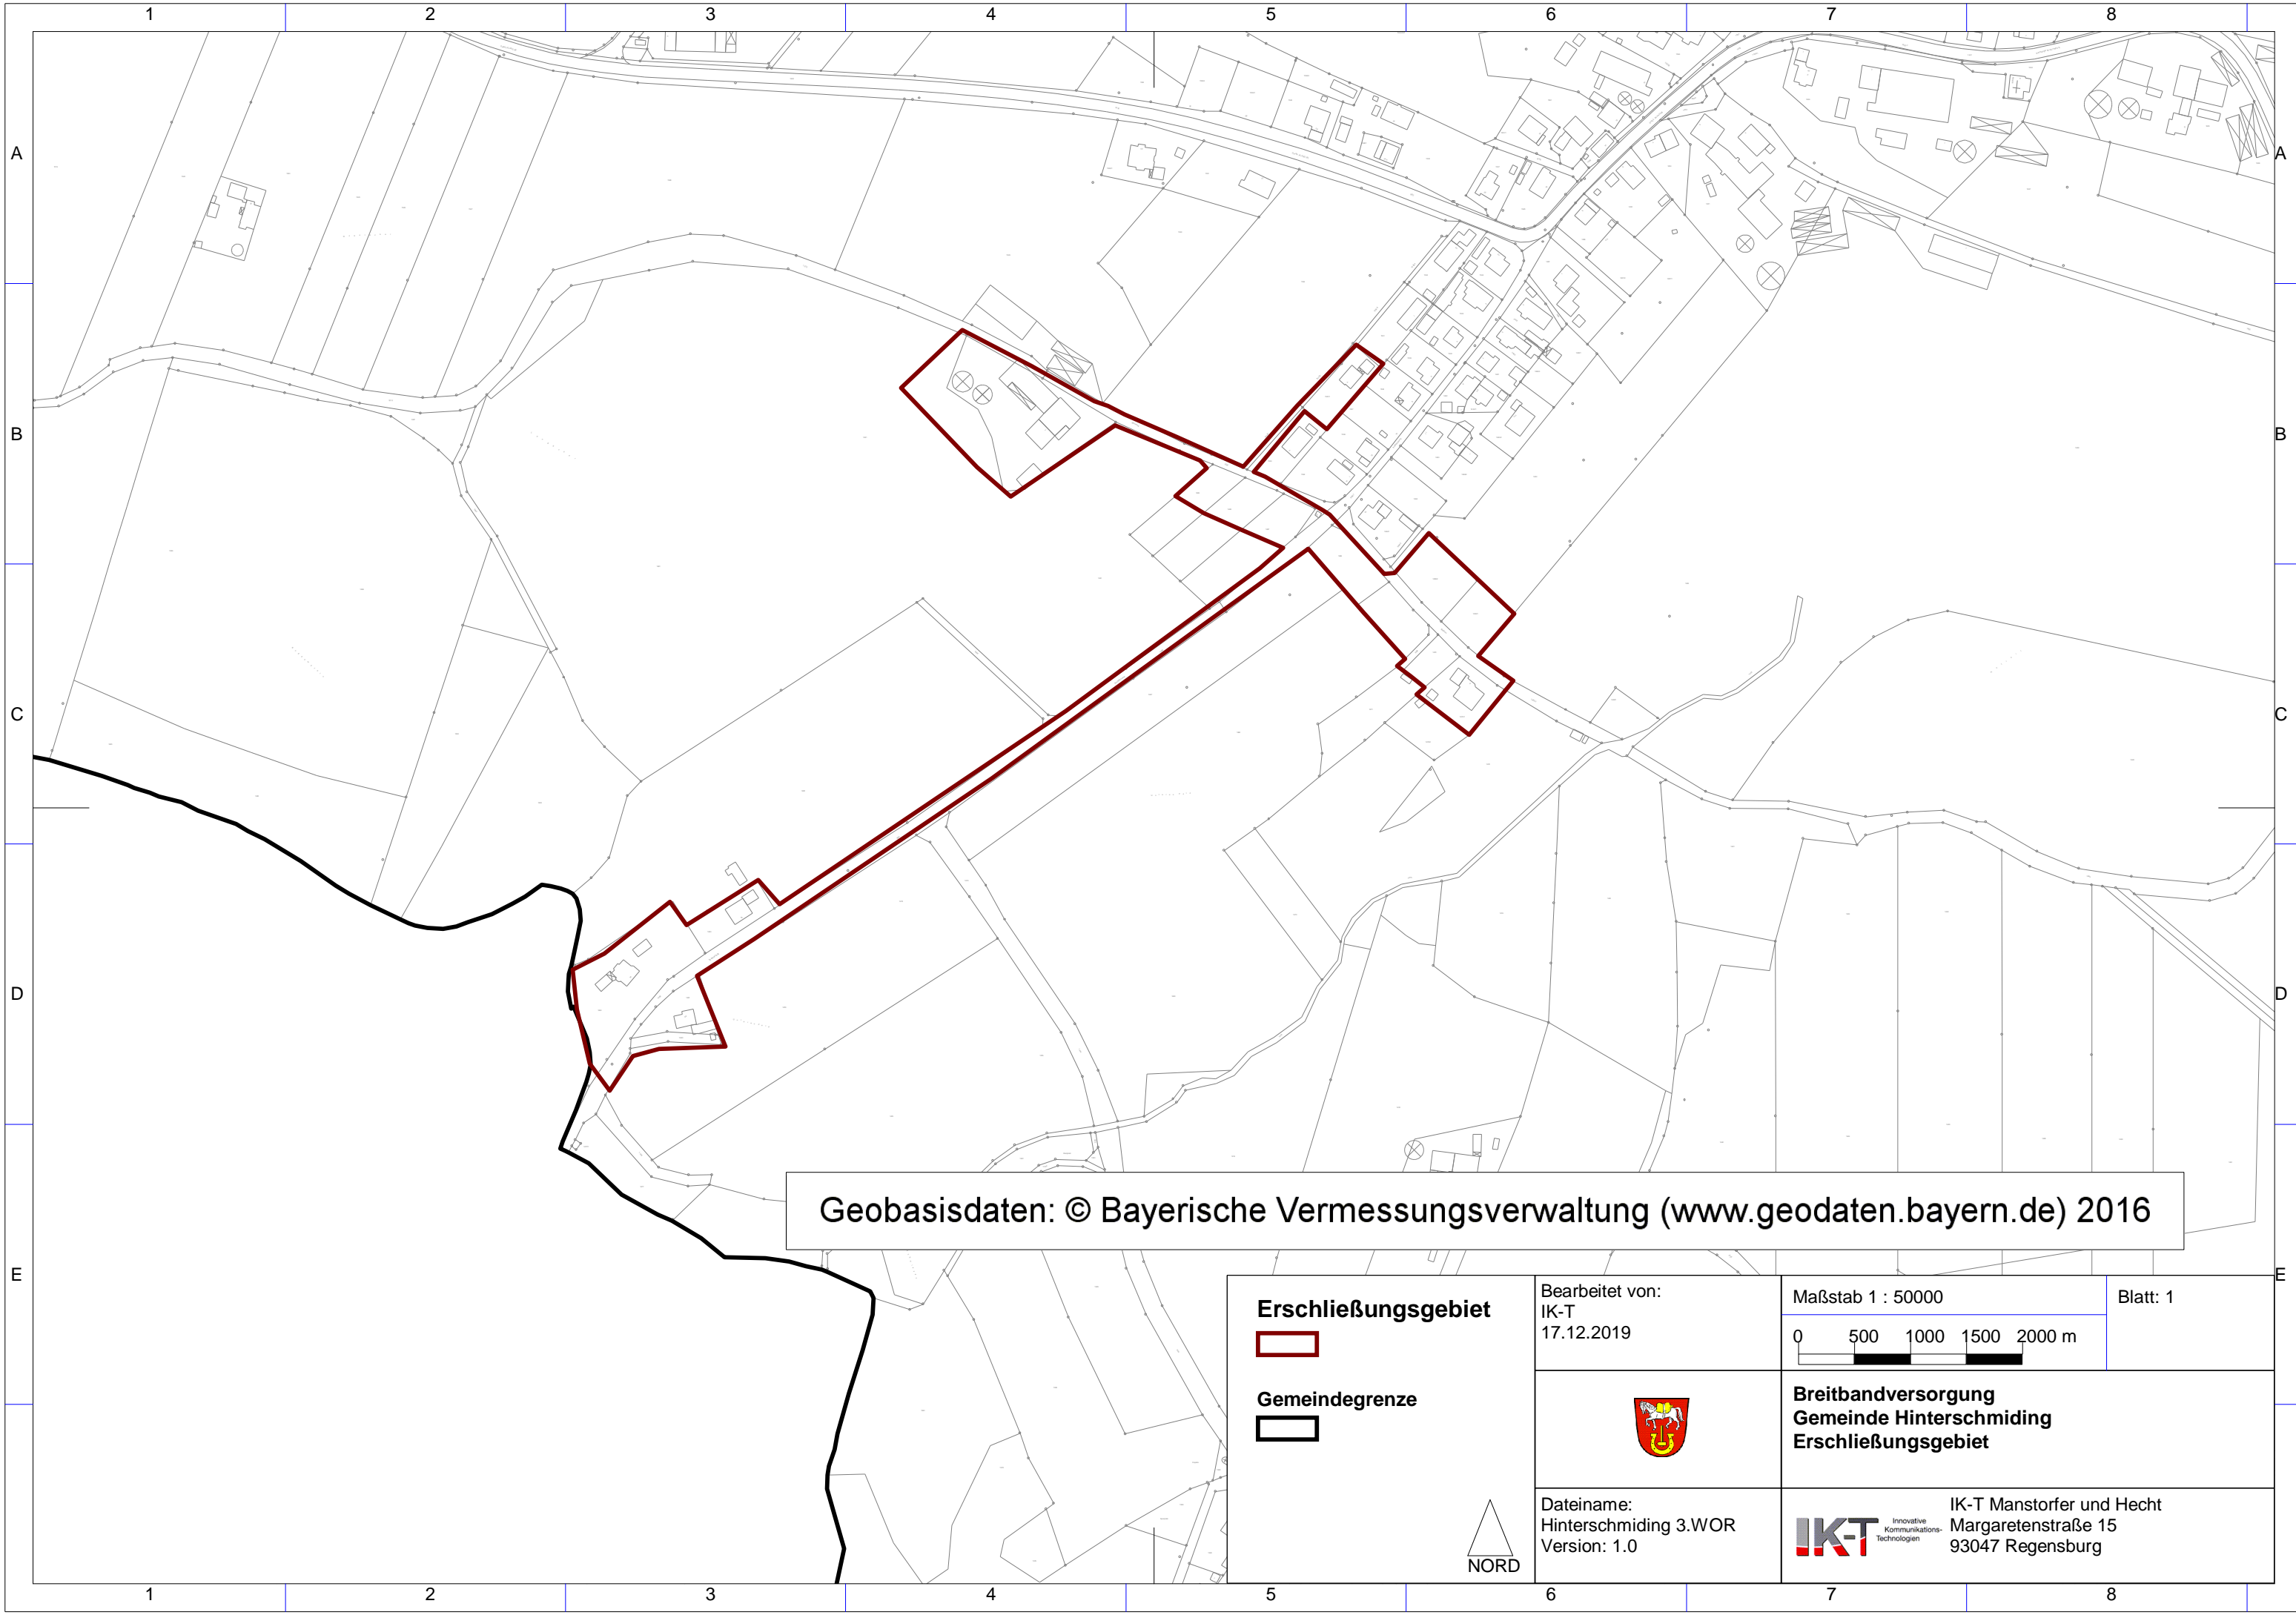 1 2 3 4 5 6 7 8
A A
B B
C C
D D
Geobasisdaten: © Bayerische Vermessungsverwaltung (www.geodaten.bayern.de) 2016
E E
Erschließungsgebiet
Gemeindegrenze
NORD
Bearbeitet von:
IK-T
17.12.2019
Maßstab 1 : 50000
0 500 1000 1500 2000 m
Blatt: 1
Breitbandversorgung
Gemeinde Hinterschmiding
Erschließungsgebiet
Dateiname:
Hinterschmiding 3.WOR
Version: 1.0
IK-T
Innovative
Kommunikations-
Technologien
IK-T Manstorfer und Hecht
Margaretenstraße 15
93047 Regensburg
1 2 3 4 5 6 7 8